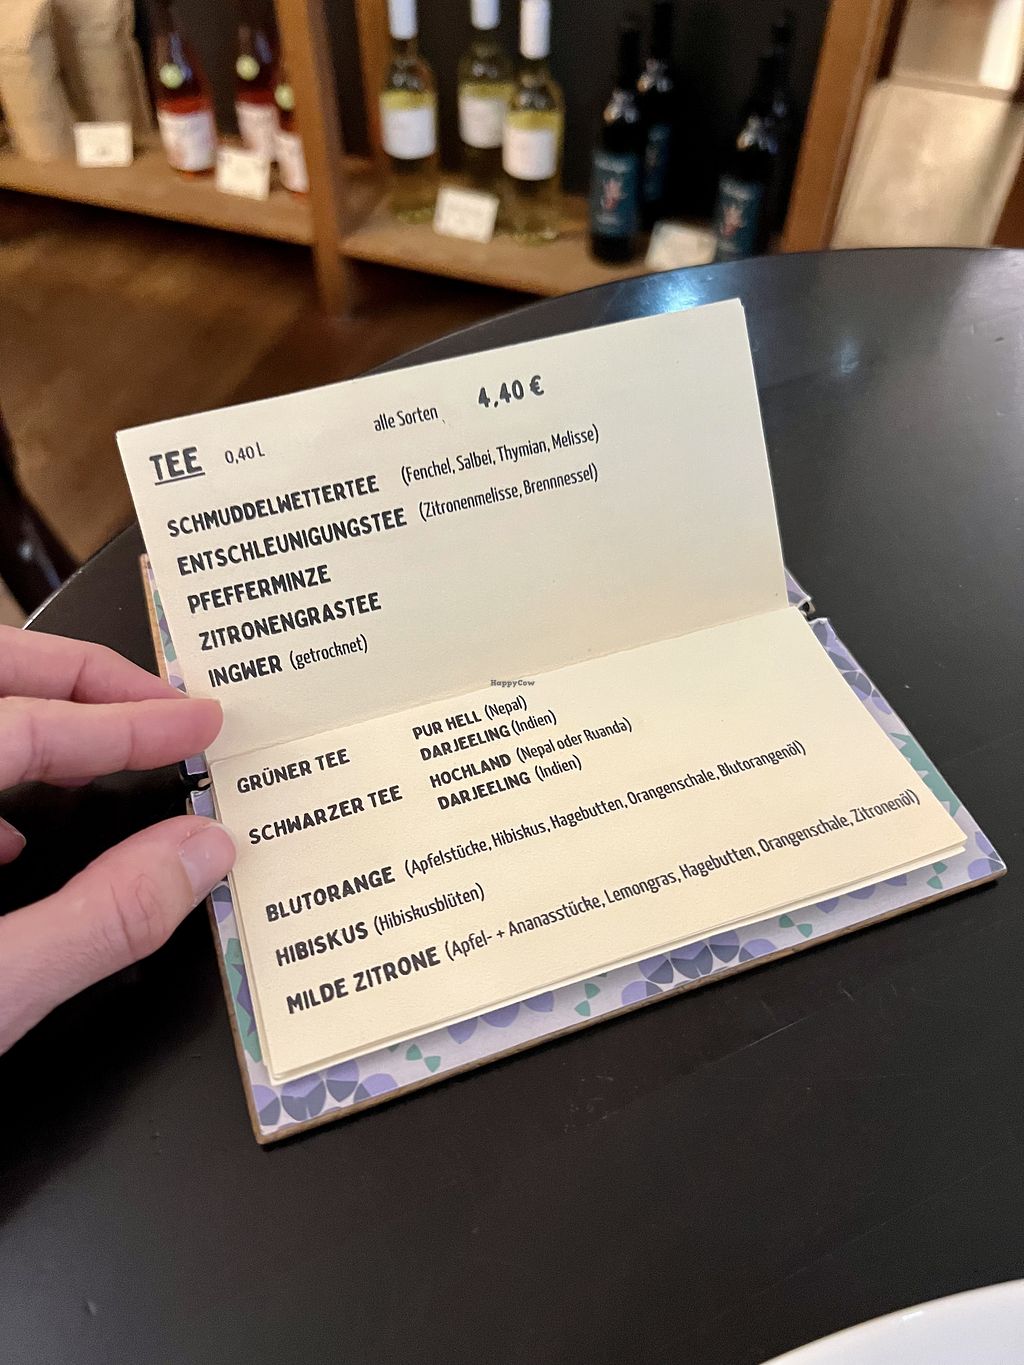 TEE 0,40 L alle Sorten 4,40 €
SCHMUDDELWETTERTEE (Fenchel, Salbei, Thymian, Melisse)
ENTSCHLEUNIGUNGSTEE (Zitronenmelisse, Brennnessel)
PFEFFERMINZE
ZITRONENGRASTEE
INGWER (getrocknet)
HappyCow
GRÜNER TEE PUR HELL (Nepal)
DARJEELING (Indien)
SCHWARZER TEE HOCHLAND (Nepal oder Ruanda)
DARJEELING (Indien)
BLUTORANGE (Apfelstücke, Hibiskus, Hagebutten, Orangenschale, Blutorangenöl)
HIBISKUS (Hibiskusblüten)
MILDE ZITRONE (Apfel- + Ananasstücke, Lemongras, Hagebutten, Orangenschale, Zitronenöl)